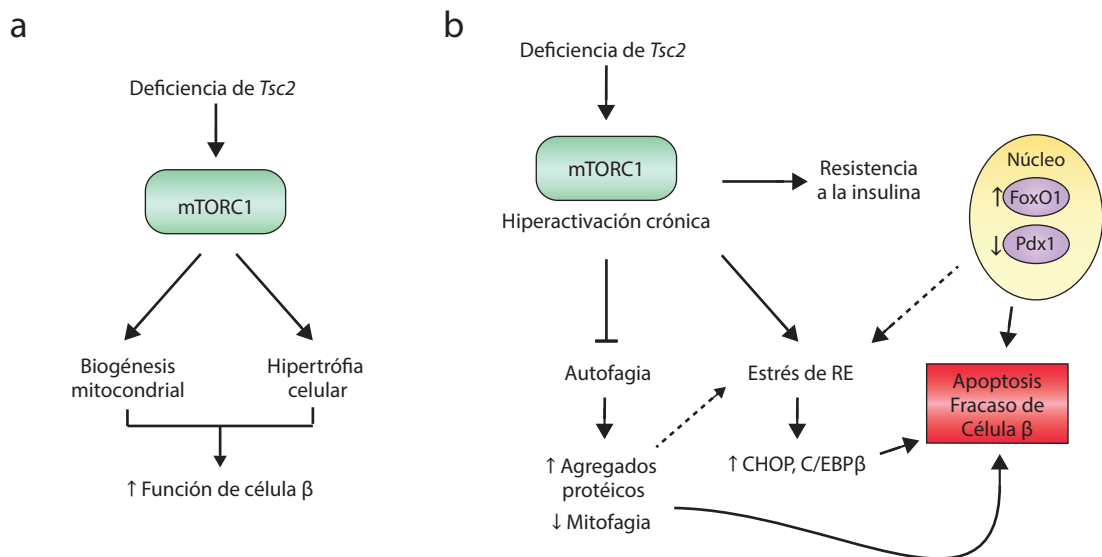 a
Deficiencia de Tsc2
mTORC1
Biogénesis
mitocondrial
Hipertrófia
celular
↑ Función de célula β
b
Deficiencia de Tsc2
mTORC1
Hiperactivación crónica
Resistencia
a la insulina
Núcleo
↑ FoxO1
↓ Pdx1
Autofagia
Estrés de RE
Apoptosis
Fracaso de
Célula β
↑ Agregados
protéicos
↓ Mitofagia
↑ CHOP, C/EBPβ